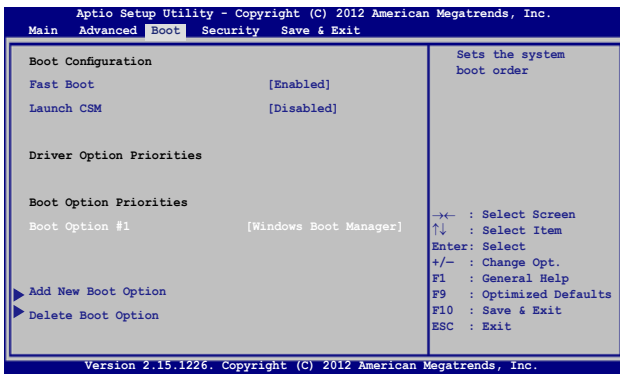 Aptio Setup Utility - Copyright (C) 2012 American Megatrends, Inc.
Main Advanced Boot Security Save & Exit
Boot Configuration
Fast Boot [Enabled]
Launch CSM [Disabled]
Driver Option Priorities
Boot Option Priorities
Boot Option #1 [Windows Boot Manager]
Add New Boot Option
Delete Boot Option
Sets the system
boot order
→← : Select Screen
↑↓ : Select Item
Enter: Select
+/— : Change Opt.
F1 : General Help
F9 : Optimized Defaults
F10 : Save & Exit
ESC : Exit
Version 2.15.1226. Copyright (C) 2012 American Megatrends, Inc.